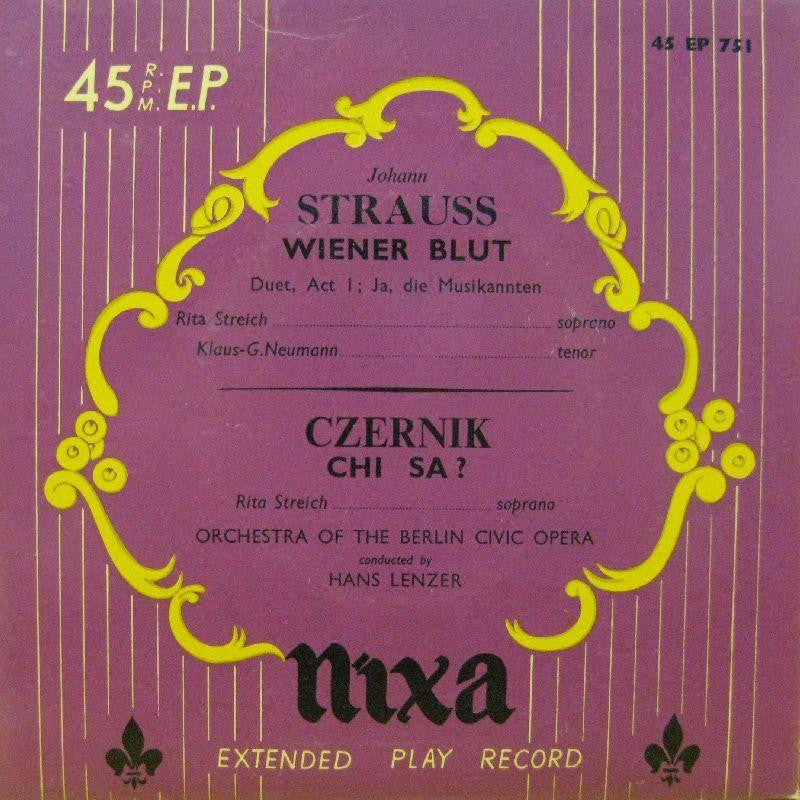 45 EP 751
45 R.P.M. E.P.
Johann
STRAUSS
WIENER BLUT
Duet, Act 1; Ja, die Musikannten
Rita Streich ... soprano
Klaus-G.Neumann ... tenor
CZERNIK
CHI SA?
Rita Streich ... soprano
ORCHESTRA OF THE BERLIN CIVIC OPERA
conducted by
HANS LENZER
nixa
EXTENDED PLAY RECORD